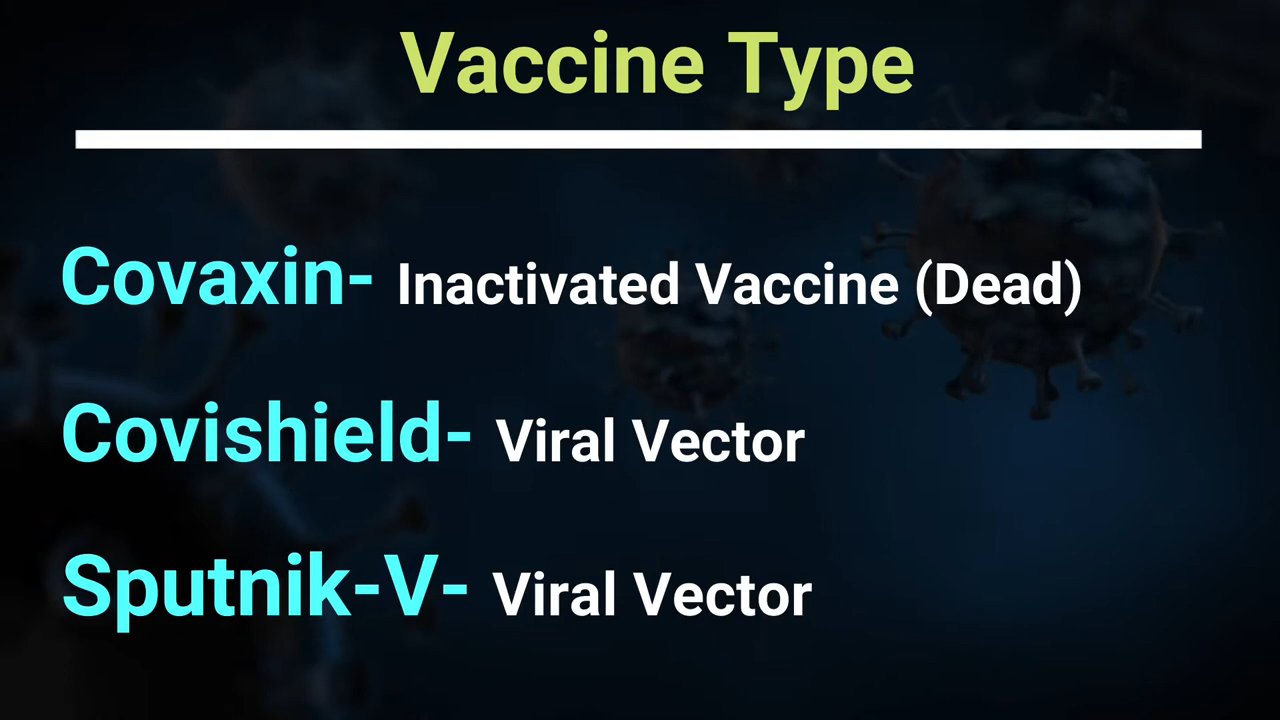 Vaccine Type
Covaxin- Inactivated Vaccine (Dead)
Covishield- Viral Vector
Sputnik-V- Viral Vector